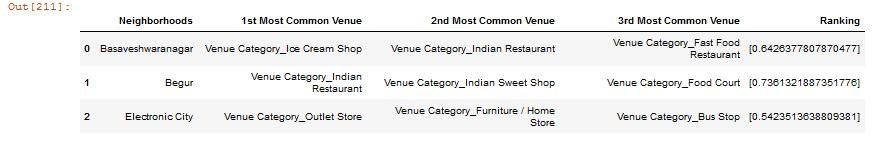 Out[211]:
Neighborhoods 1st Most Common Venue 2nd Most Common Venue 3rd Most Common Venue Ranking
0 Basaveshwaranagar Venue Category_Ice Cream Shop Venue Category_Indian Restaurant Venue Category_Fast Food Restaurant [0.6426377807870477]
1 Begur Venue Category_Indian Restaurant Venue Category_Indian Sweet Shop Venue Category_Food Court [0.7361321887351776]
2 Electronic City Venue Category_Outlet Store Venue Category_Furniture / Home Store Venue Category_Bus Stop [0.5423513638809381]